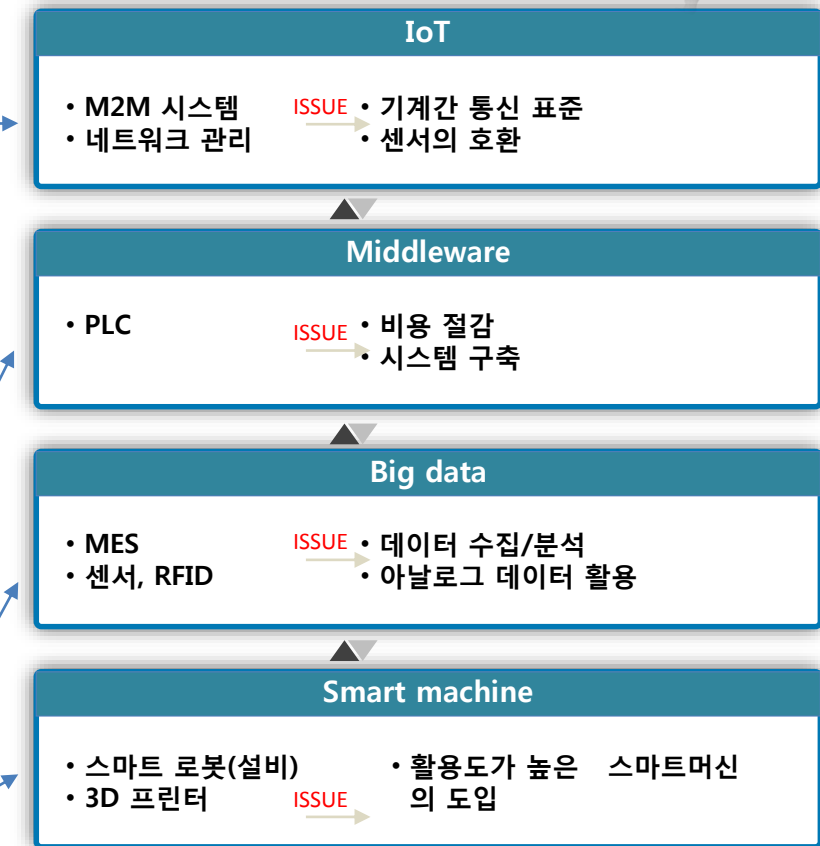 IoT
• M2M 시스템 ISSUE • 기계간 통신 표준
• 네트워크 관리 • 센서의 호환
Middleware
• PLC ISSUE • 비용 절감
• 시스템 구축
Big data
• MES ISSUE • 데이터 수집/분석
• 센서, RFID • 아날로그 데이터 활용
Smart machine
• 스마트 로봇(설비) • 활용도가 높은 스마트머신
• 3D 프린터 ISSUE 의 도입